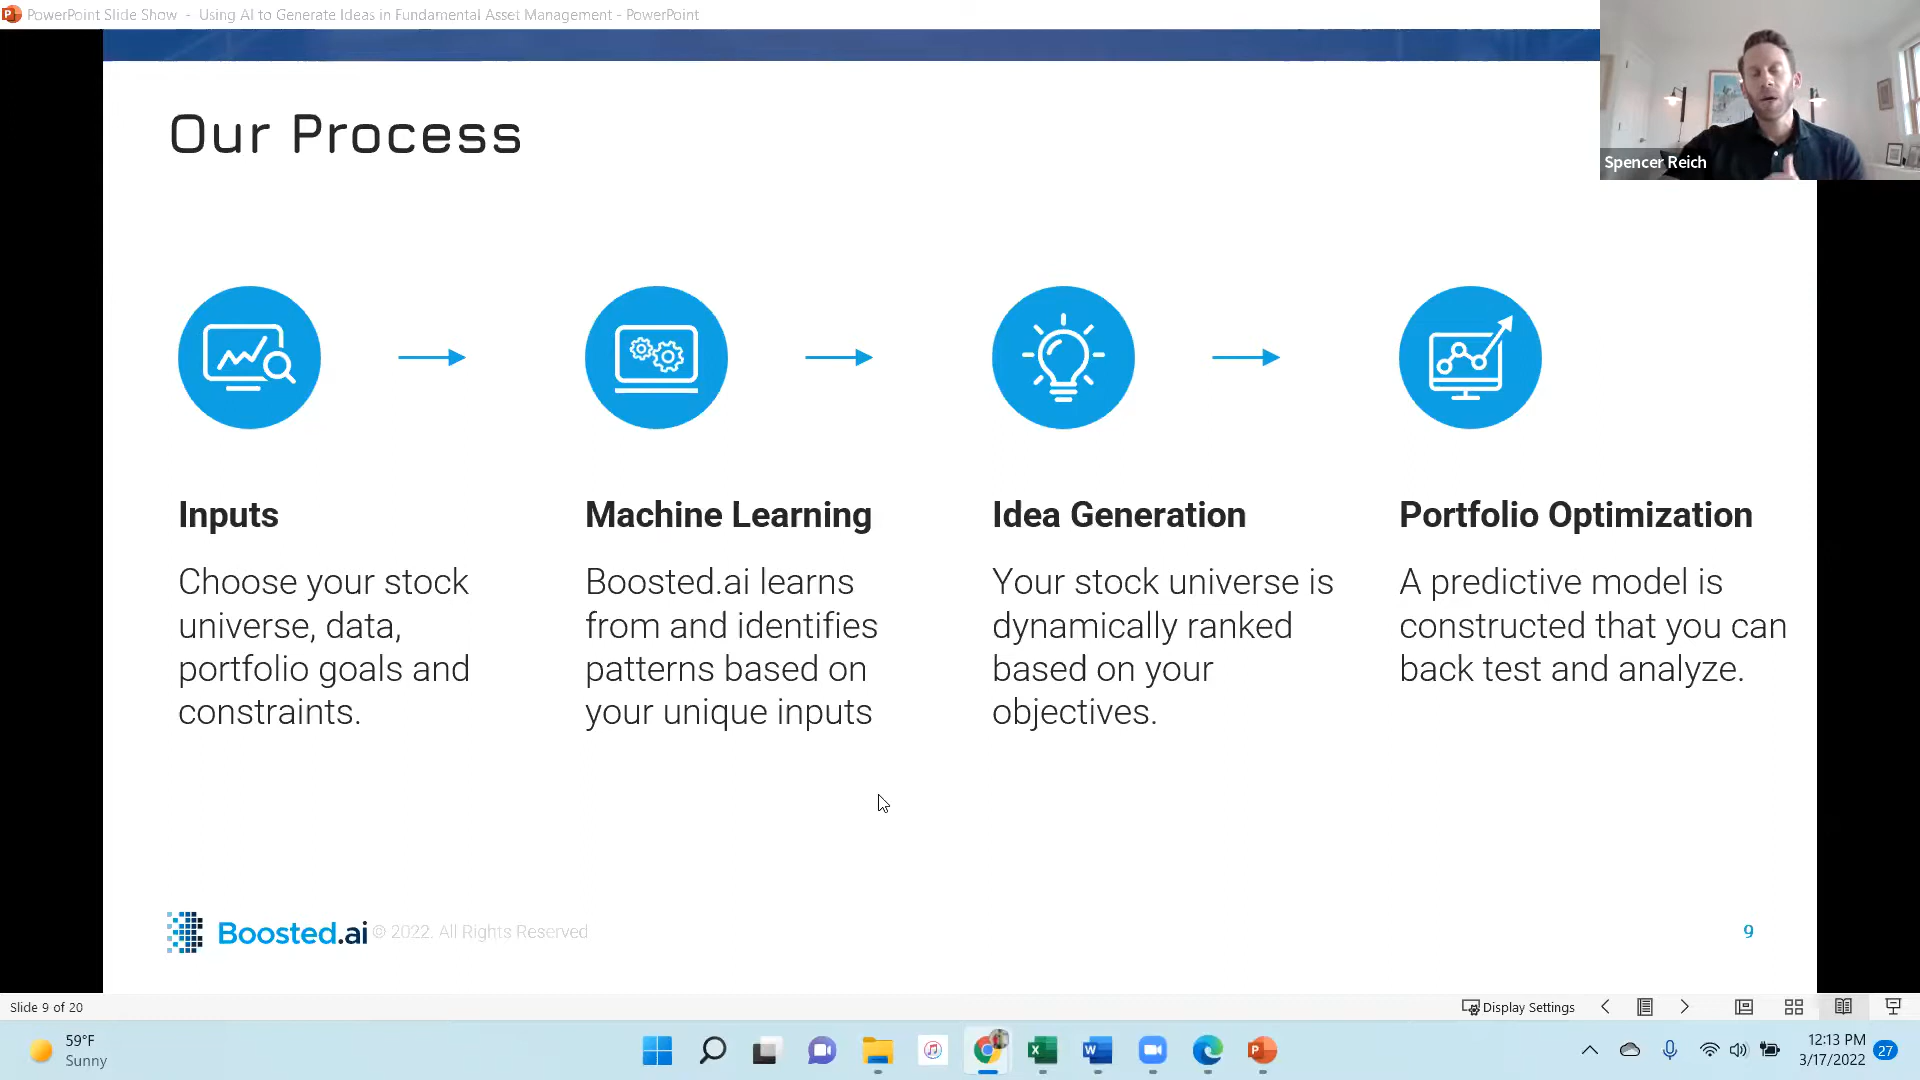 PowerPoint Slide Show - Using AI to Generate Ideas in Fundamental Asset Management - PowerPoint
Spencer Reich
Our Process
Inputs
Choose your stock
universe, data,
portfolio goals and
constraints.
Machine Learning
Boosted.ai learns
from and identifies
patterns based on
your unique inputs
Idea Generation
Your stock universe is
dynamically ranked
based on your
objectives.
Portfolio Optimization
A predictive model is
constructed that you can
back test and analyze.
Boosted.ai © 2022. All Rights Reserved
9
Slide 9 of 20
Display Settings
59°F
Sunny
12:13 PM
3/17/2022
27